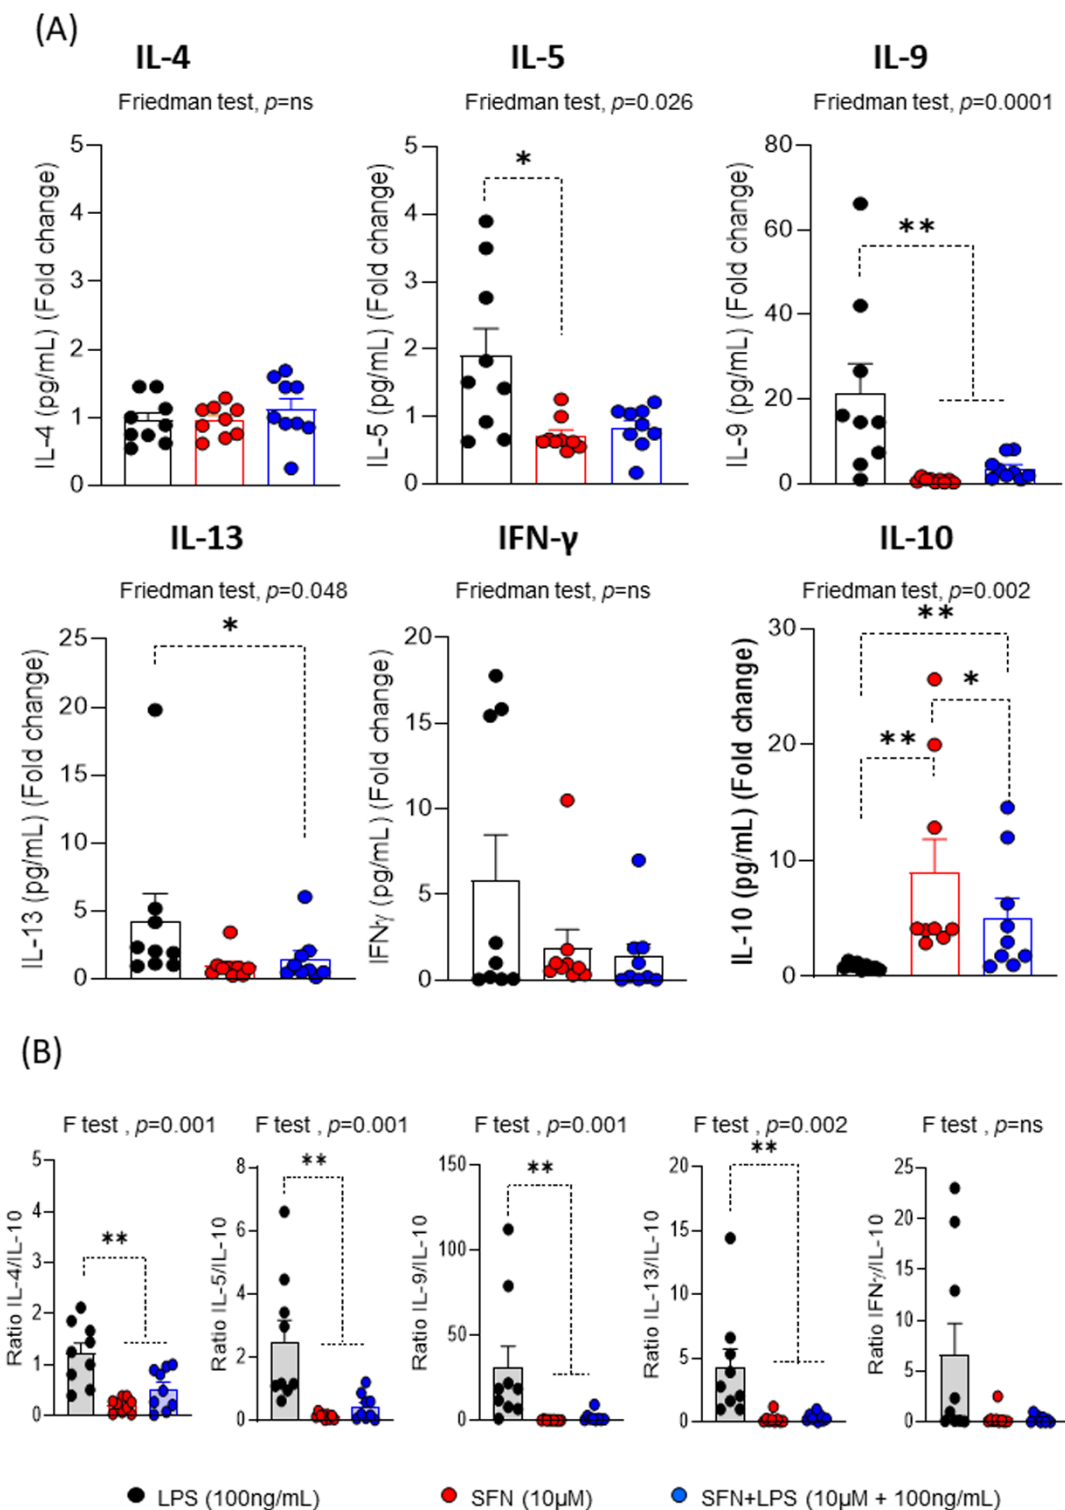 (A)
IL-4
IL-5
IL-9
Friedman test, p=ns
Friedman test, p=0.026
Friedman test, p=0.0001
IL-4 (pg/mL) (Fold change)
5
4
3
2
1
0
IL-5 (pg/mL) (Fold change)
5
4
3
2
1
0
*
IL-9 (pg/mL) (Fold change)
80
60
40
20
0
**
IL-13
IFN-γ
IL-10
Friedman test, p=0.048
Friedman test, p=ns
Friedman test, p=0.002
IL-13 (pg/mL) (Fold change)
25
20
15
10
5
0
*
IFNγ (pg/mL) (Fold change)
20
15
10
5
0
IL-10 (pg/mL) (Fold change)
30
20
10
0
**
*
**
(B)
F test , p=0.001
F test , p=0.001
F test , p=0.001
F test , p=0.002
F test , p=ns
Ratio IL-4/IL-10
5
4
3
2
1
0
**
Ratio IL-5/IL-10
8
6
4
2
0
**
Ratio IL-9/IL-10
150
100
50
0
**
Ratio IL-13/IL-10
20
15
10
5
0
**
Ratio IFNγ/IL-10
25
20
15
10
5
0
LPS (100ng/mL)
SFN (10µM)
SFN+LPS (10µM + 100ng/mL)